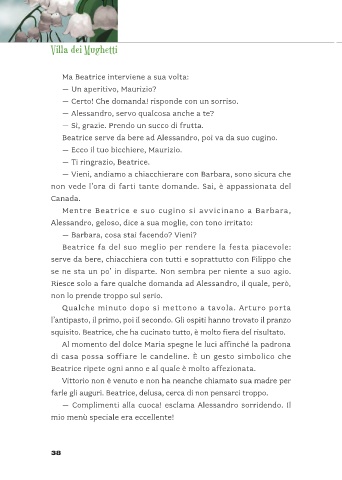 Villa dei Mughetti
Ma Beatrice interviene a sua volta:
— Un aperitivo, Maurizio?
— Certo! Che domanda! risponde con un sorriso.
— Alessandro, servo qualcosa anche a te?
— Sì, grazie. Prendo un succo di frutta.
Beatrice serve da bere ad Alessandro, poi va da suo cugino.
— Ecco il tuo bicchiere, Maurizio.
— Ti ringrazio, Beatrice.
— Vieni, andiamo a chiacchierare con Barbara, sono sicura che
non vede l'ora di farti tante domande. Sai, è appassionata del
Canada.
Mentre Beatrice e suo cugino si avvicinano a Barbara,
Alessandro, geloso, dice a sua moglie, con tono irritato:
— Barbara, cosa stai facendo? Vieni?
Beatrice fa del suo meglio per rendere la festa piacevole:
serve da bere, chiacchiera con tutti e soprattutto con Filippo che
se ne sta un po' in disparte. Non sembra per niente a suo agio.
Riesce solo a fare qualche domanda ad Alessandro, il quale, però,
non lo prende troppo sul serio.
Qualche minuto dopo si mettono a tavola. Arturo porta
l'antipasto, il primo, poi il secondo. Gli ospiti hanno trovato il pranzo
squisito. Beatrice, che ha cucinato tutto, è molto fiera del risultato.
Al momento del dolce Maria spegne le luci affinché la padrona
di casa possa soffiare le candeline. È un gesto simbolico che
Beatrice ripete ogni anno e al quale è molto affezionata.
Vittorio non è venuto e non ha neanche chiamato sua madre per
farle gli auguri. Beatrice, delusa, cerca di non pensarci troppo.
— Complimenti alla cuoca! esclama Alessandro sorridendo. Il
mio menù speciale era eccellente!
38